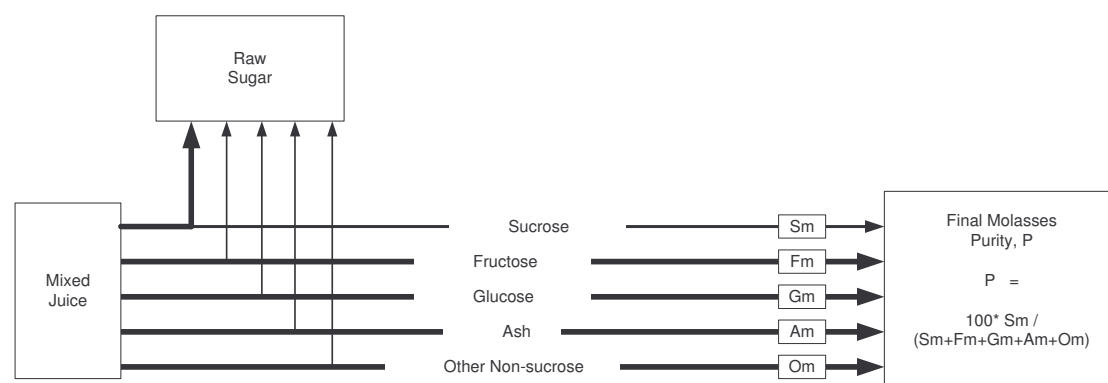 Raw
Sugar
Mixed
Juice
Sucrose
Sm
Fructose
Fm
Glucose
Gm
Ash
Am
Other Non-sucrose
Om
Final Molasses
Purity, P
P =
100* Sm /
(Sm+Fm+Gm+Am+Om)